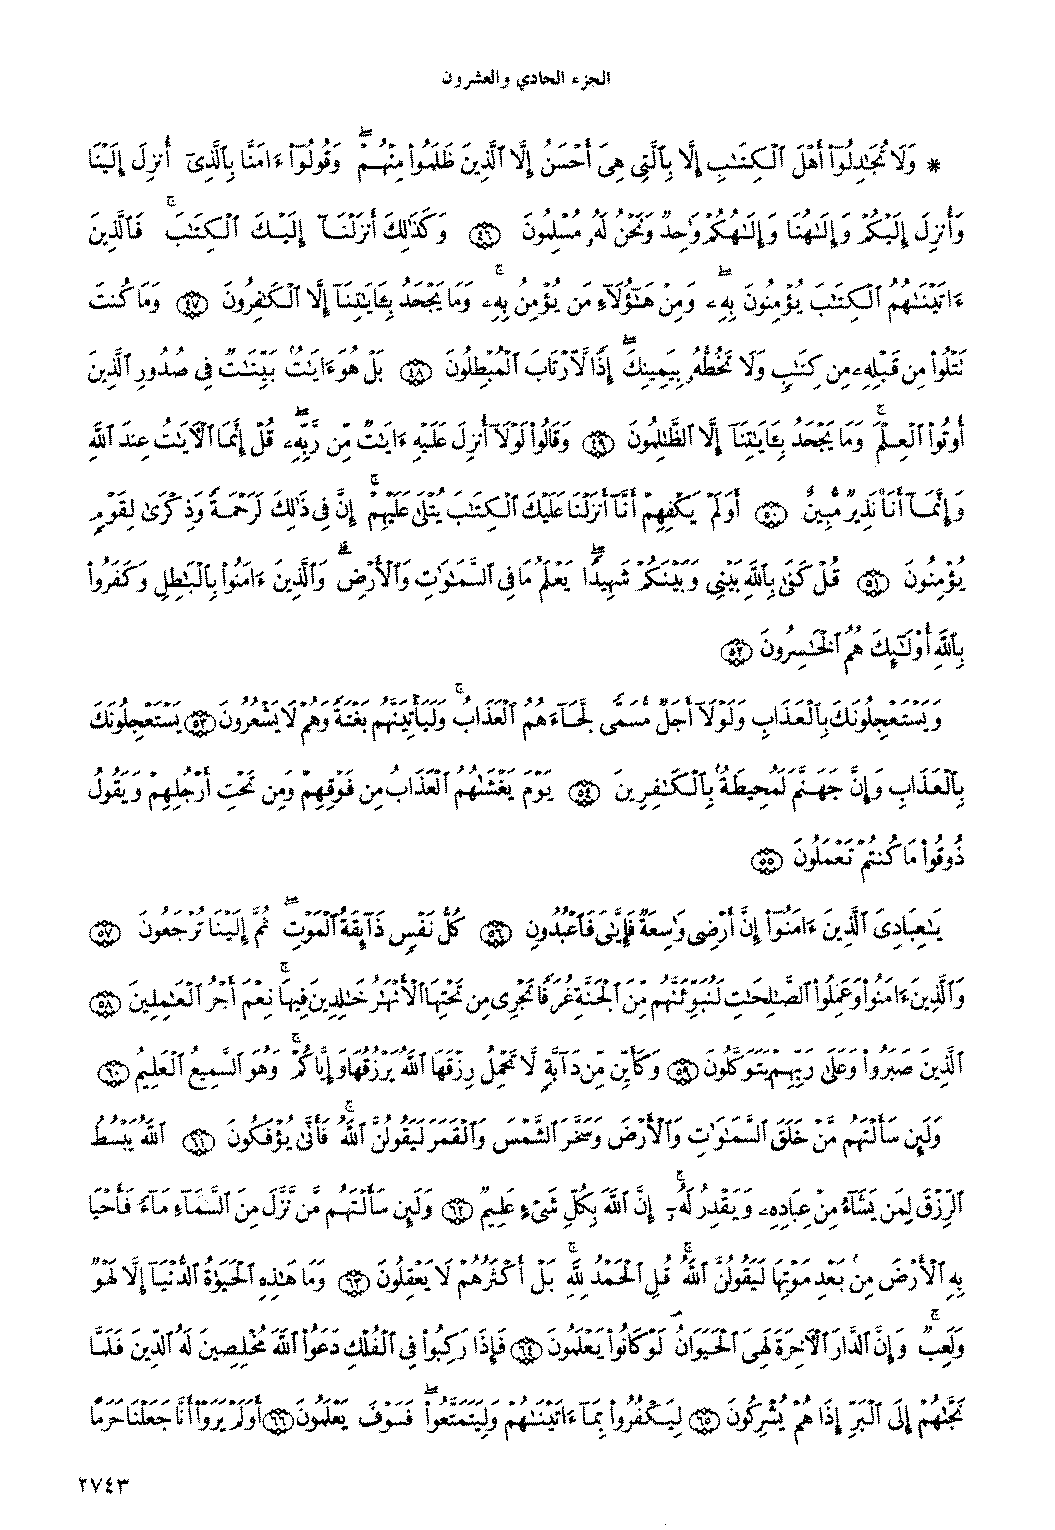 الجزء الحادي والعشرون
* وَلَا تُجَٰدِلُوٓا۟ أَهْلَ ٱلْكِتَٰبِ إِلَّا بِٱلَّتِى هِىَ أَحْسَنُ إِلَّا ٱلَّذِينَ ظَلَمُوا۟ مِنْهُمْ ۖ وَقُولُوٓا۟ ءَامَنَّا بِٱلَّذِىٓ أُنزِلَ إِلَيْنَا
وَأُنزِلَ إِلَيْكُمْ وَإِلَٰهُنَا وَإِلَٰهُكُمْ وَٰحِدٌ وَنَحْنُ لَهُۥ مُسْلِمُونَ ﴿٤٦﴾ وَكَذَٰلِكَ أَنزَلْنَآ إِلَيْكَ ٱلْكِتَٰبَ ۚ فَٱلَّذِينَ
ءَاتَيْنَٰهُمُ ٱلْكِتَٰبَ يُؤْمِنُونَ بِهِۦ ۖ وَمِنْ هَٰٓؤُلَآءِ مَن يُؤْمِنُ بِهِۦ ۚ وَمَا يَجْحَدُ بِـَٔايَٰتِنَآ إِلَّا ٱلْكَٰفِرُونَ ﴿٤٧﴾ وَمَا كُنتَ
تَتْلُوا۟ مِن قَبْلِهِۦ مِن كِتَٰبٍ وَلَا تَخُطُّهُۥ بِيَمِينِكَ ۖ إِذًا لَّٱرْتَابَ ٱلْمُبْطِلُونَ ﴿٤٨﴾ بَلْ هُوَ ءَايَٰتٌۢ بَيِّنَٰتٌ فِى صُدُورِ ٱلَّذِينَ
أُوتُوا۟ ٱلْعِلْمَ ۚ وَمَا يَجْحَدُ بِـَٔايَٰتِنَآ إِلَّا ٱلظَّٰلِمُونَ ﴿٤٩﴾ وَقَالُوا۟ لَوْلَآ أُنزِلَ عَلَيْهِ ءَايَٰتٌ مِّن رَّبِّهِۦ ۖ قُلْ إِنَّمَا ٱلْءَايَٰتُ عِندَ ٱللَّهِ
وَإِنَّمَآ أَنَا۠ نَذِيرٌ مُّبِينٌ ﴿٥٠﴾ أَوَلَمْ يَكْفِهِمْ أَنَّآ أَنزَلْنَا عَلَيْكَ ٱلْكِتَٰبَ يُتْلَىٰ عَلَيْهِمْ ۚ إِنَّ فِى ذَٰلِكَ لَرَحْمَةً وَذِكْرَىٰ لِقَوْمٍ
يُؤْمِنُونَ ﴿٥١﴾ قُلْ كَفَىٰ بِٱللَّهِ بَيْنِى وَبَيْنَكُمْ شَهِيدًا ۖ يَعْلَمُ مَا فِى ٱلسَّمَٰوَٰتِ وَٱلْأَرْضِ ۗ وَٱلَّذِينَ ءَامَنُوا۟ بِٱلْبَٰطِلِ وَكَفَرُوا۟
بِٱللَّهِ أُو۟لَٰٓئِكَ هُمُ ٱلْخَٰسِرُونَ ﴿٥٢﴾
وَيَسْتَعْجِلُونَكَ بِٱلْعَذَابِ وَلَوْلَآ أَجَلٌ مُّسَمًّى لَّجَآءَهُمُ ٱلْعَذَابُ ۚ وَلَيَأْتِيَنَّهُم بَغْتَةً وَهُمْ لَا يَشْعُرُونَ ﴿٥٣﴾ يَسْتَعْجِلُونَكَ
بِٱلْعَذَابِ وَإِنَّ جَهَنَّمَ لَمُحِيطَةٌۢ بِٱلْكَٰفِرِينَ ﴿٥٤﴾ يَوْمَ يَغْشَىٰهُمُ ٱلْعَذَابُ مِن فَوْقِهِمْ وَمِن تَحْتِ أَرْجُلِهِمْ وَيَقُولُ
ذُوقُوا۟ مَا كُنتُمْ تَعْمَلُونَ ﴿٥٥﴾
يَٰعِبَادِىَ ٱلَّذِينَ ءَامَنُوٓا۟ إِنَّ أَرْضِى وَٰسِعَةٌ فَإِيَّٰىَ فَٱعْبُدُونِ ﴿٥٦﴾ كُلُّ نَفْسٍ ذَآئِقَةُ ٱلْمَوْتِ ۖ ثُمَّ إِلَيْنَا تُرْجَعُونَ ﴿٥٧﴾
وَٱلَّذِينَ ءَامَنُوا۟ وَعَمِلُوا۟ ٱلصَّٰلِحَٰتِ لَنُبَوِّئَنَّهُم مِّنَ ٱلْجَنَّةِ غُرَفًا تَجْرِى مِن تَحْتِهَا ٱلْأَنْهَٰرُ خَٰلِدِينَ فِيهَا ۚ نِعْمَ أَجْرُ ٱلْعَٰمِلِينَ ﴿٥٨﴾
ٱلَّذِينَ صَبَرُوا۟ وَعَلَىٰ رَبِّهِمْ يَتَوَكَّلُونَ ﴿٥٩﴾ وَكَأَيِّن مِّن دَآبَّةٍ لَّا تَحْمِلُ رِزْقَهَا ٱللَّهُ يَرْزُقُهَا وَإِيَّاكُمْ ۚ وَهُوَ ٱلسَّمِيعُ ٱلْعَلِيمُ ﴿٦٠﴾
وَلَئِن سَأَلْتَهُم مَّنْ خَلَقَ ٱلسَّمَٰوَٰتِ وَٱلْأَرْضَ وَسَخَّرَ ٱلشَّمْسَ وَٱلْقَمَرَ لَيَقُولُنَّ ٱللَّهُ ۚ فَأَنَّىٰ يُؤْفَكُونَ ﴿٦١﴾ ٱللَّهُ يَبْسُطُ
ٱلرِّزْقَ لِمَن يَشَآءُ مِنْ عِبَادِهِۦ وَيَقْدِرُ لَهُۥٓ ۚ إِنَّ ٱللَّهَ بِكُلِّ شَىْءٍ عَلِيمٌ ﴿٦٢﴾ وَلَئِن سَأَلْتَهُم مَّن نَّزَّلَ مِنَ ٱلسَّمَآءِ مَآءً فَأَحْيَا
بِهِ ٱلْأَرْضَ مِنۢ بَعْدِ مَوْتِهَا لَيَقُولُنَّ ٱللَّهُ ۚ قُلِ ٱلْحَمْدُ لِلَّهِ ۚ بَلْ أَكْثَرُهُمْ لَا يَعْقِلُونَ ﴿٦٣﴾ وَمَا هَٰذِهِ ٱلْحَيَوٰةُ ٱلدُّنْيَآ إِلَّا لَهْوٌ
وَلَعِبٌ ۚ وَإِنَّ ٱلدَّارَ ٱلْءَاخِرَةَ لَهِىَ ٱلْحَيَوَانُ ۚ لَوْ كَانُوا۟ يَعْلَمُونَ ﴿٦٤﴾ فَإِذَا رَكِبُوا۟ فِى ٱلْفُلْكِ دَعَوُا۟ ٱللَّهَ مُخْلِصِينَ لَهُ ٱلدِّينَ فَلَمَّا
نَجَّىٰهُمْ إِلَى ٱلْبَرِّ إِذَا هُمْ يُشْرِكُونَ ﴿٦٥﴾ لِيَكْفُرُوا۟ بِمَآ ءَاتَيْنَٰهُمْ وَلِيَتَمَتَّعُوا۟ ۖ فَسَوْفَ يَعْلَمُونَ ﴿٦٦﴾ أَوَلَمْ يَرَوْا۟ أَنَّا جَعَلْنَا حَرَمًا
٢٧٤٣